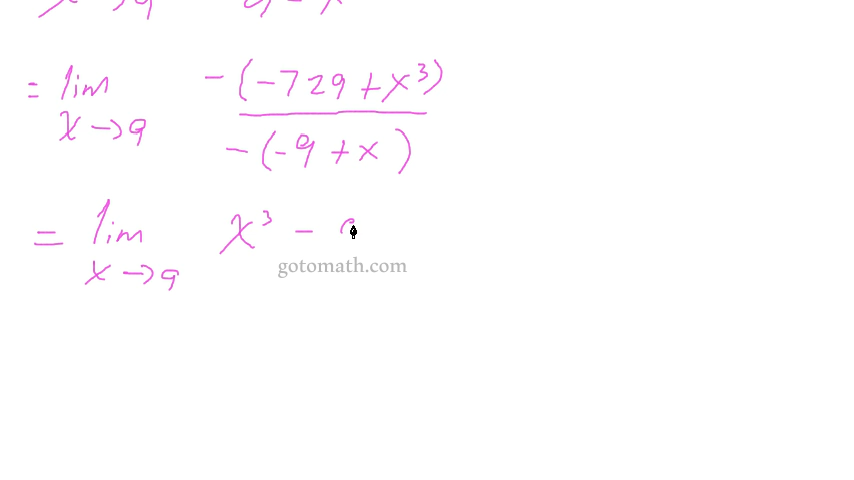 = lim -(-729+x³)
x→9 -(-9+x)
= lim x³ -
x→9
gotomath.com